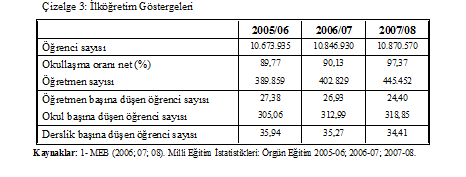 Çizelge 3: İlköğretim Göstergeleri
2005/06 2006/07 2007/08
Öğrenci sayısı 10.673.935 10.846.930 10.870.570
Okullaşma oranı net (%) 89,77 90,13 97,37
Öğretmen sayısı 389.859 402.829 445.452
Öğretmen başına düşen öğrenci sayısı 27,38 26,93 24,40
Okul başına düşen öğrenci sayısı 305,06 312,99 318,85
Derslik başına düşen öğrenci sayısı 35,94 35,27 34,41
Kaynaklar: 1- MEB (2006; 07; 08). Milli Eğitim İstatistikleri: Örgün Eğitim 2005-06; 2006-07; 2007-08.